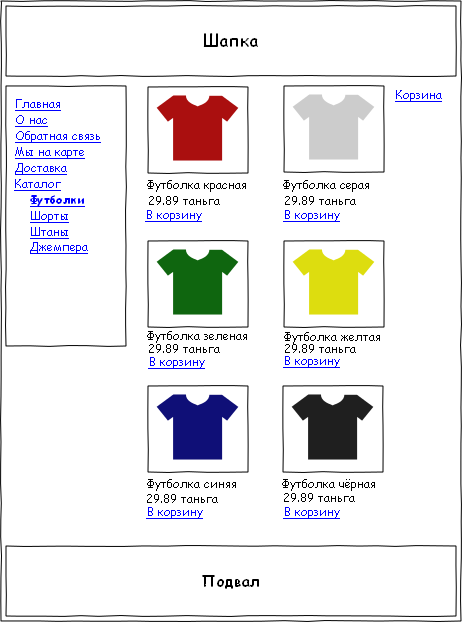 Шапка
Главная
О нас
Обратная связь
Мы на карте
Доставка
Каталог
Футболки
Шорты
Штаны
Джемпера
Футболка красная
29.89 таньга
В корзину
Футболка серая
29.89 таньга
В корзину
Корзина
Футболка зеленая
29.89 таньга
В корзину
Футболка желтая
29.89 таньга
В корзину
Футболка синяя
29.89 таньга
В корзину
Футболка чёрная
29.89 таньга
В корзину
Подвал